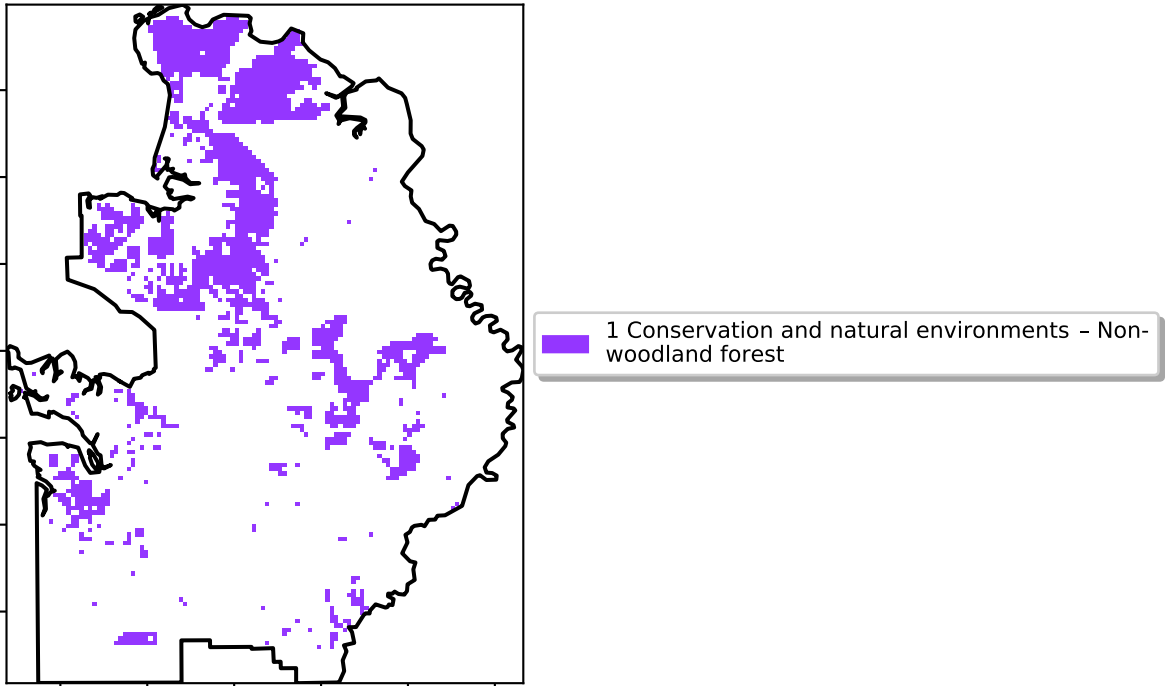 1 Conservation and natural environments – Non-
woodland forest